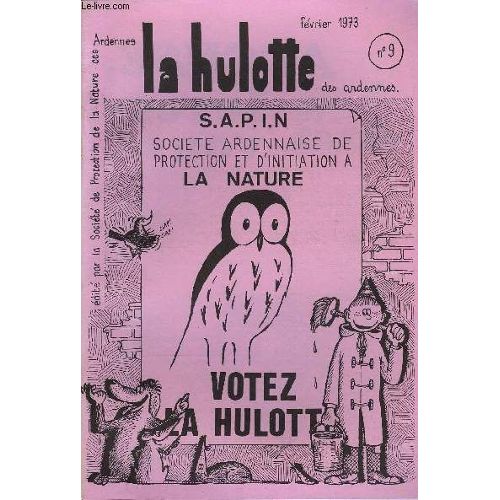 Le-livre.com
février 1973
la hulotte
des ardennes.
n°9
édité par la Société de Protection de la Nature des Ardennes
S.A.P.I.N
SOCIETE ARDENNAISE DE
PROTECTION ET D'INITIATION A
LA NATURE
VOTEZ
LA HULOTT